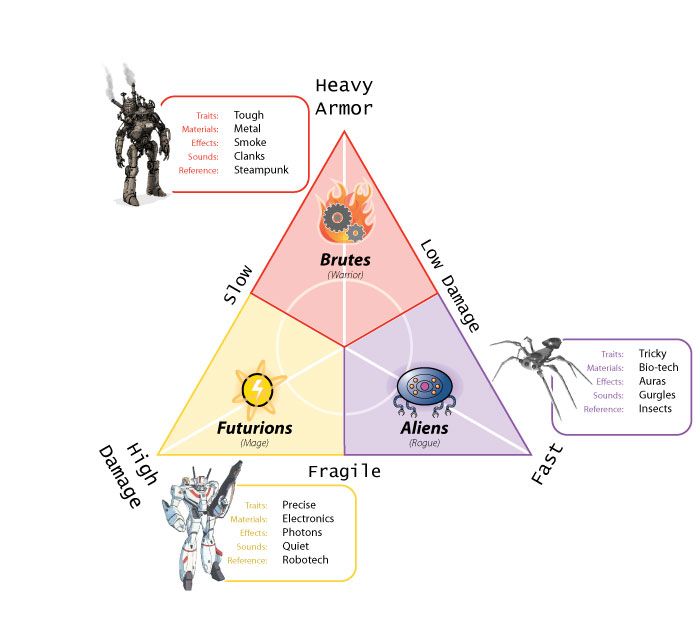 Heavy
Armor
Traits: Tough
Materials: Metal
Effects: Smoke
Sounds: Clanks
Reference: Steampunk
Brutes
(Warrior)
Slow
Low Damage
Traits: Tricky
Materials: Bio-tech
Effects: Auras
Sounds: Gurgles
Reference: Insects
Futurions
(Mage)
Aliens
(Rogue)
High
Damage
Fragile
Fast
Traits: Precise
Materials: Electronics
Effects: Photons
Sounds: Quiet
Reference: Robotech